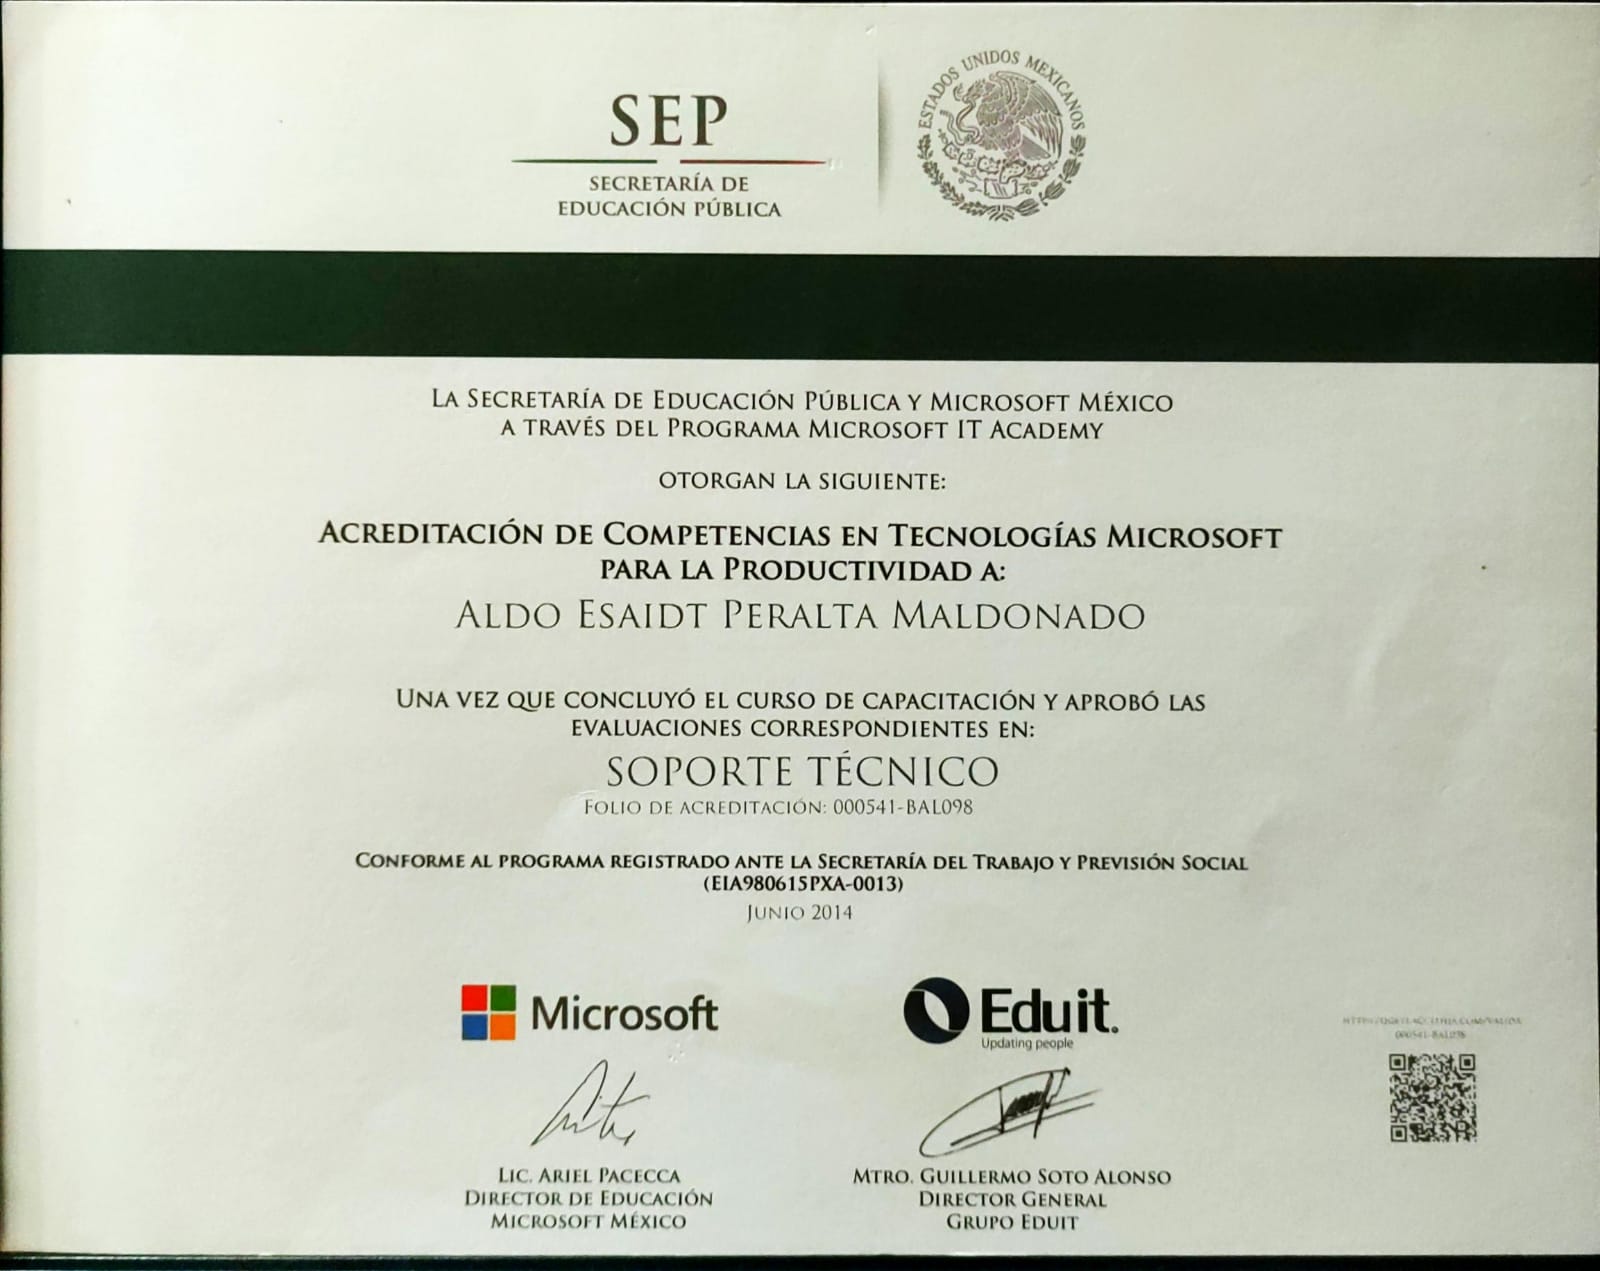 SEP
SECRETARÍA DE
EDUCACIÓN PÚBLICA
ESTADOS UNIDOS MEXICANOS
LA SECRETARÍA DE EDUCACIÓN PÚBLICA Y MICROSOFT MÉXICO
A TRAVÉS DEL PROGRAMA MICROSOFT IT ACADEMY
OTORGAN LA SIGUIENTE:
ACREDITACIÓN DE COMPETENCIAS EN TECNOLOGÍAS MICROSOFT
PARA LA PRODUCTIVIDAD A:
ALDO ESAIDT PERALTA MALDONADO
UNA VEZ QUE CONCLUYÓ EL CURSO DE CAPACITACIÓN Y APROBÓ LAS
EVALUACIONES CORRESPONDIENTES EN:
SOPORTE TÉCNICO
FOLIO DE ACREDITACIÓN: 000541-BAL098
CONFORME AL PROGRAMA REGISTRADO ANTE LA SECRETARÍA DEL TRABAJO Y PREVISIÓN SOCIAL
(EIA980615PXA-0013)
JUNIO 2014
Microsoft
Eduit.
Updating people
000541-BAL098
LIC. ARIEL PACECCA
DIRECTOR DE EDUCACIÓN
MICROSOFT MÉXICO
MTRO. GUILLERMO SOTO ALONSO
DIRECTOR GENERAL
GRUPO EDUIT